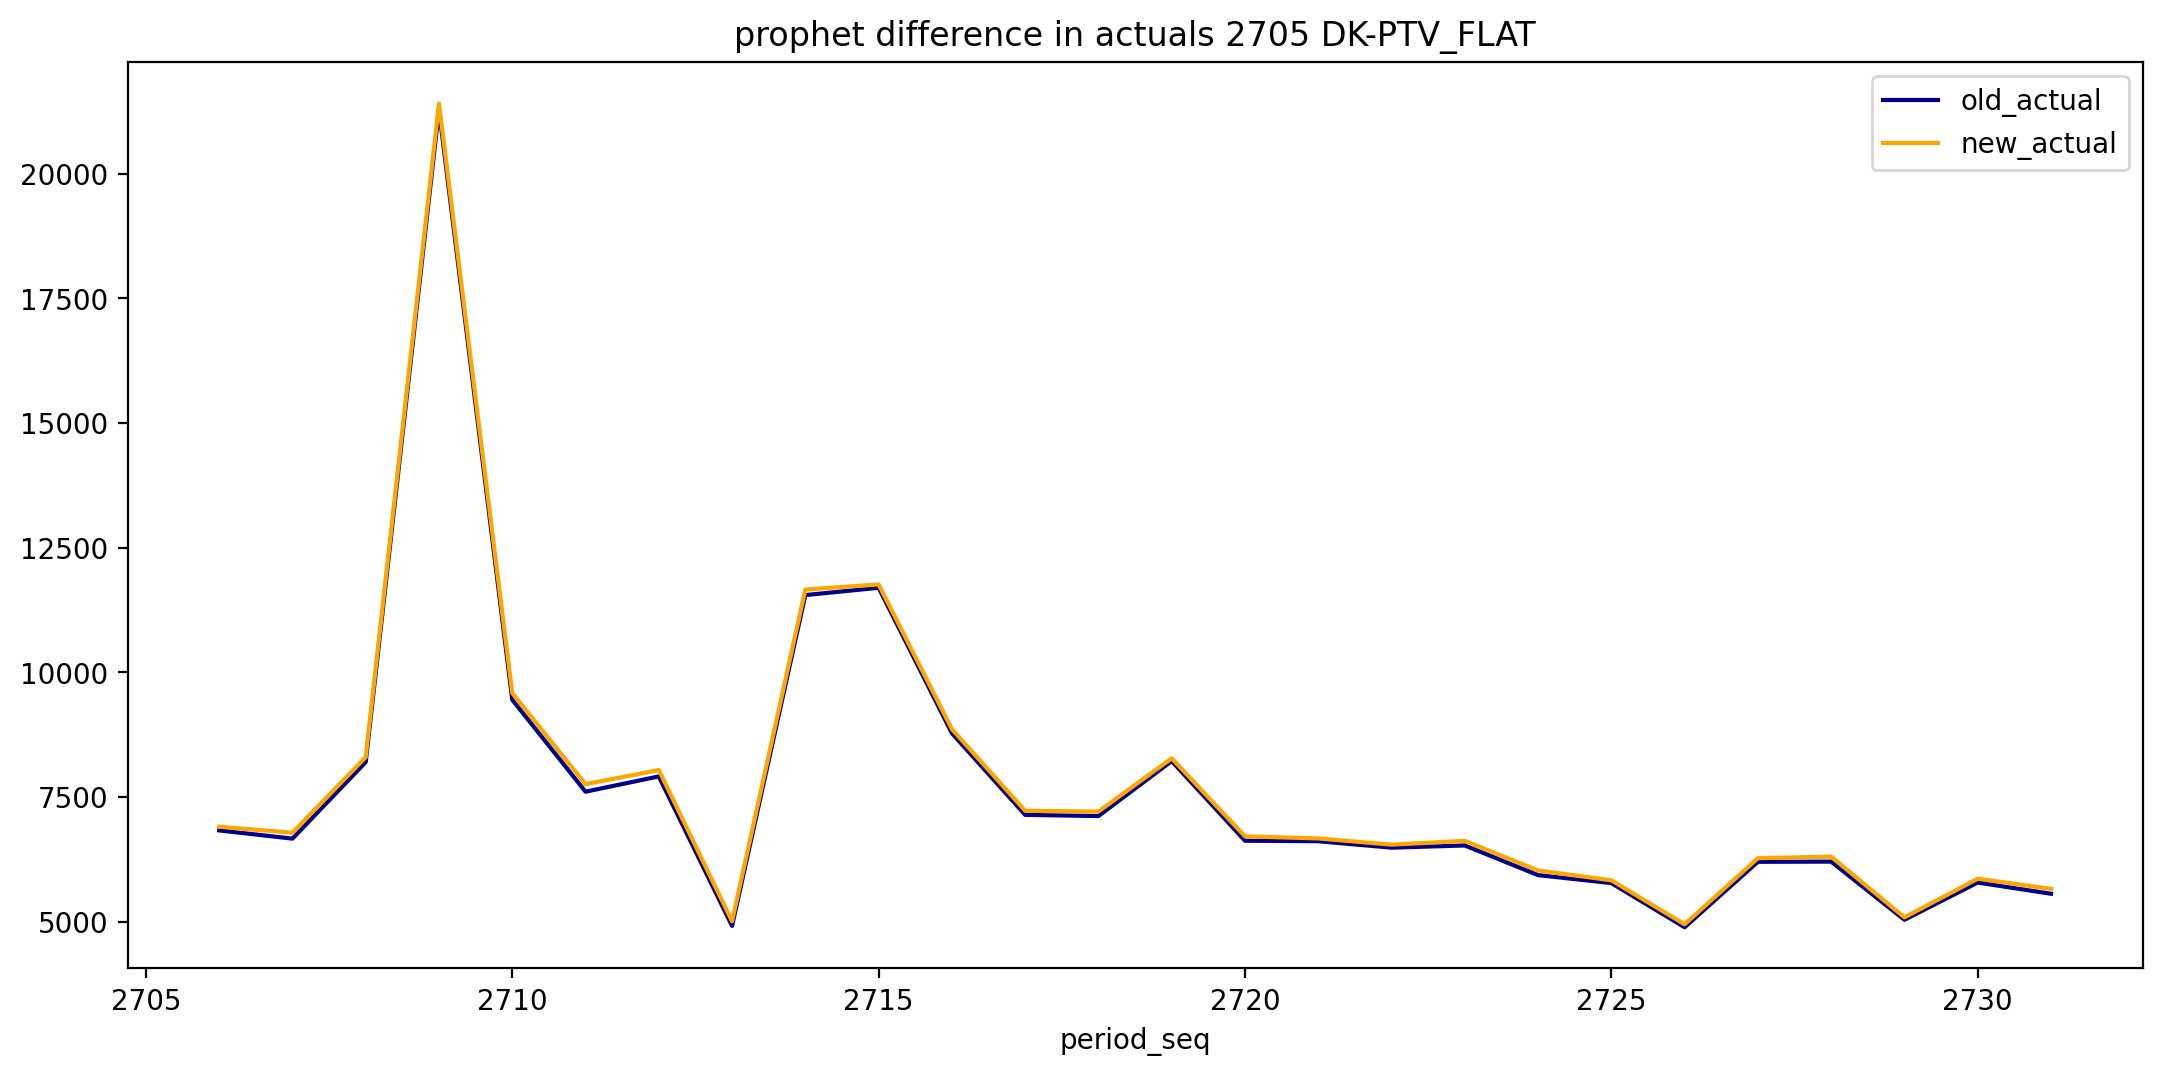 prophet difference in actuals 2705 DK-PTV_FLAT
old_actual
new_actual
20000
17500
15000
12500
10000
7500
5000
2705 2710 2715 2720 2725 2730
period_seq